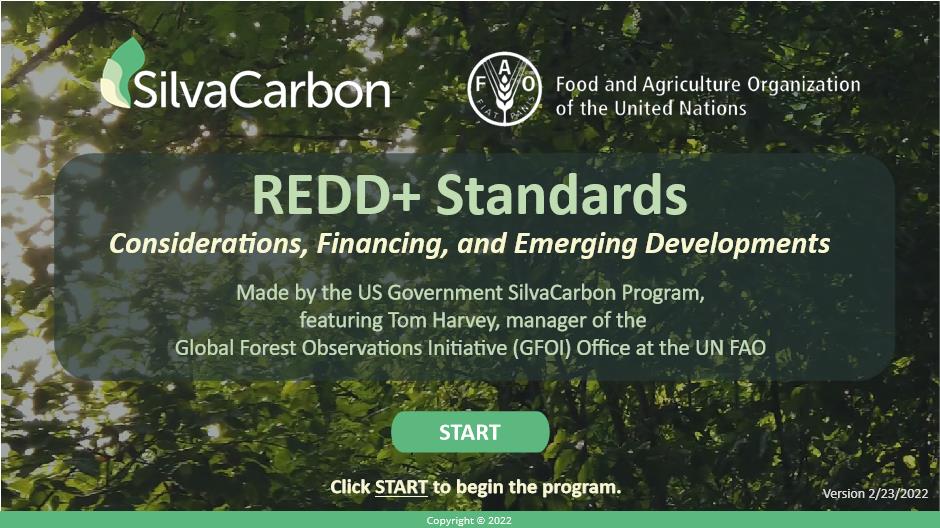 SilvaCarbon
F A O
FIAT PANIS
Food and Agriculture Organization
of the United Nations
REDD+ Standards
Considerations, Financing, and Emerging Developments
Made by the US Government SilvaCarbon Program,
featuring Tom Harvey, manager of the
Global Forest Observations Initiative (GFOI) Office at the UN FAO
START
Click START to begin the program.
Version 2/23/2022
Copyright © 2022